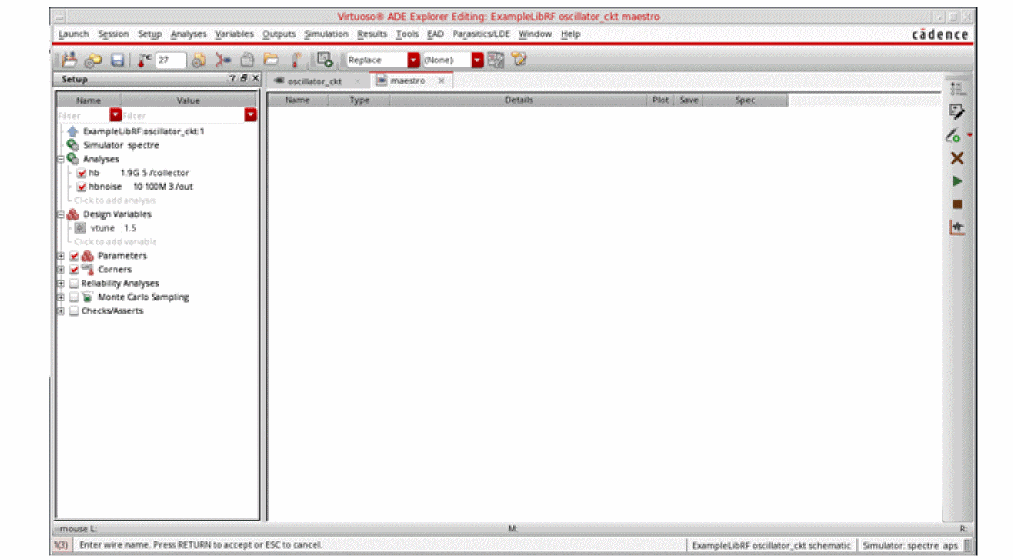 Virtuoso® ADE Explorer Editing: ExampleLibRF oscillator_ckt maestro
Launch Session Setup Analyses Variables Outputs Simulation Results Tools EAD Parasitics/LDE Window Help cādence
27 Replace (None)
Setup oscillator_ckt maestro
Name Value Name Type Details Plot Save Spec
Filter Filter
ExampleLibRF:oscillator_ckt:1
Simulator spectre
Analyses
hb 1.9G 5 /collector
hbnoise 10 100M 3 /out
Click to add analysis
Design Variables
vtune 1.5
Click to add variable
Parameters
Corners
Reliability Analyses
Monte Carlo Sampling
Checks/Asserts
mouse L: M: R:
1(3) Enter wire name. Press RETURN to accept or ESC to cancel. ExampleLibRF oscillator_ckt schematic Simulator: spectre aps